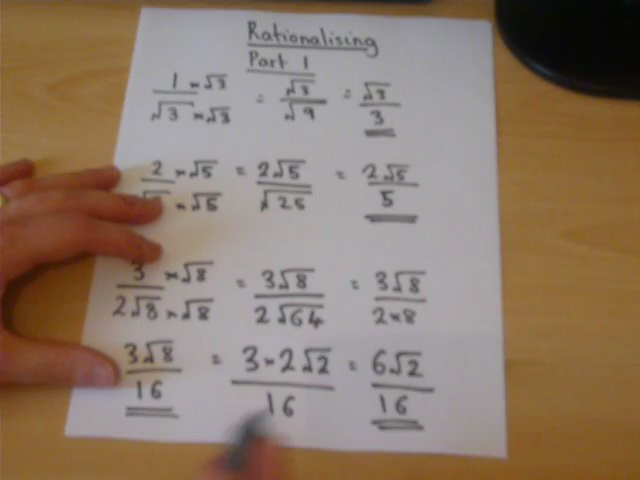 Rationalising
Part 1
1 ×√3 / √3 ×√3 = √3 / √9 = √3 / 3
2 ×√5 / ×√5 = 2√5 / √25 = 2√5 / 5
3 ×√8 / 2√8 ×√8 = 3√8 / 2√64 = 3√8 / 2×8
3√8 / 16 = 3×2√2 / 16 = 6√2 / 16